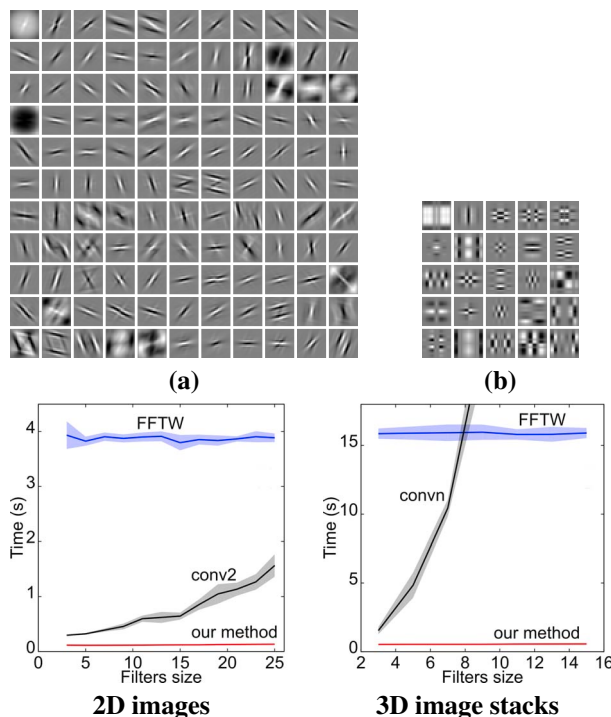 (a)
(b)
FFTW
conv2
our method
Time (s)
0
1
2
3
4
0
5
10
15
20
25
Filters size
2D images
FFTW
convn
our method
Time (s)
0
5
10
15
2
4
6
8
10
12
14
16
Filters size
3D image stacks